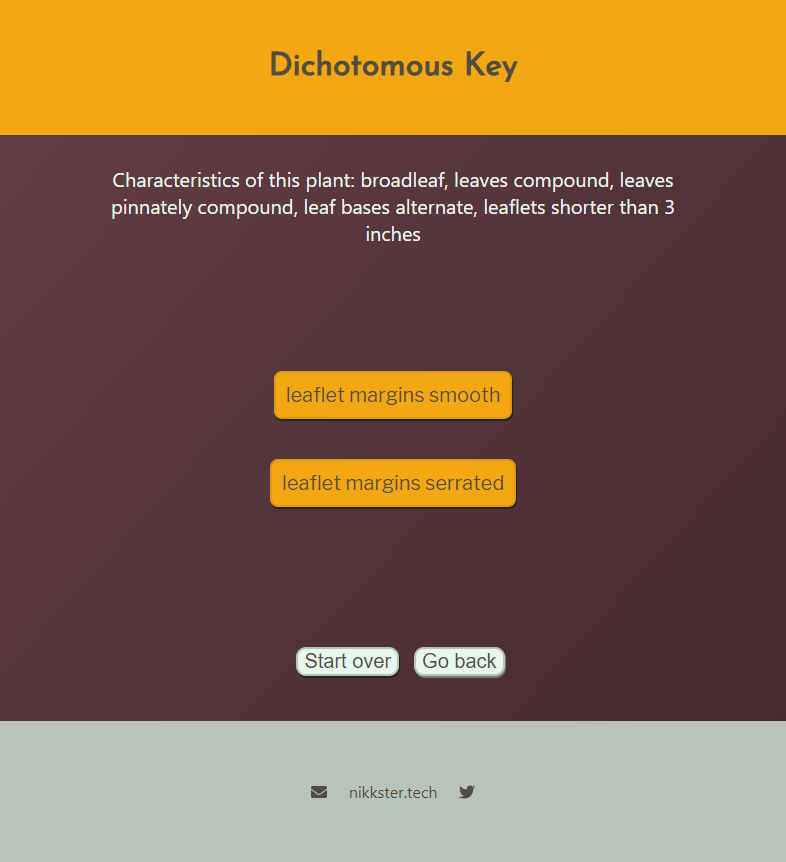 Dichotomous Key
Characteristics of this plant: broadleaf, leaves compound, leaves
pinnately compound, leaf bases alternate, leaflets shorter than 3
inches
leaflet margins smooth
leaflet margins serrated
Start over Go back
nikkster.tech